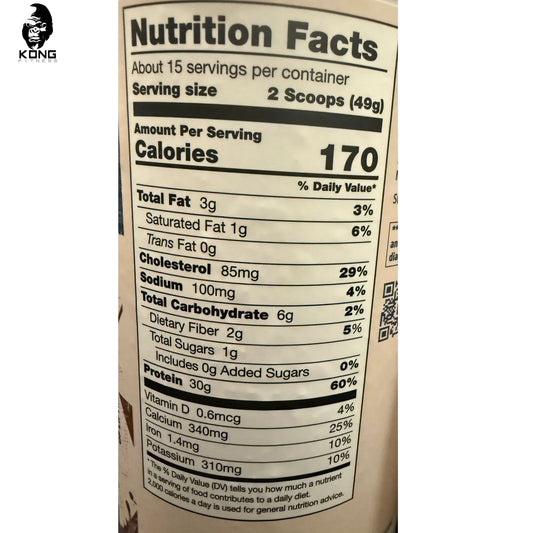 KONG
FITNESS
Nutrition Facts
About 15 servings per container
Serving size 2 Scoops (49g)
Amount Per Serving
Calories 170
% Daily Value*
Total Fat 3g 3%
Saturated Fat 1g 6%
Trans Fat 0g
Cholesterol 85mg 29%
Sodium 100mg 4%
Total Carbohydrate 6g 2%
Dietary Fiber 2g 5%
Total Sugars 1g
Includes 0g Added Sugars 0%
Protein 30g 60%
Vitamin D 0.6mcg 4%
Calcium 340mg 25%
Iron 1.4mg 10%
Potassium 310mg 10%
*The % Daily Value (DV) tells you how much a nutrient
in a serving of food contributes to a daily diet.
2,000 calories a day is used for general nutrition advice.